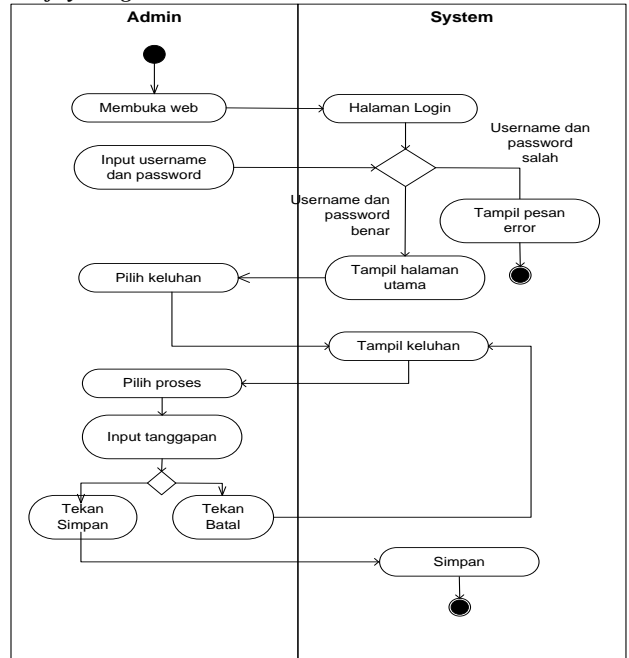 Admin
System
Membuka web
Halaman Login
Username dan
password
salah
Input username
dan password
Username dan
password
benar
Tampil pesan
error
Pilih keluhan
Tampil halaman
utama
Tampil keluhan
Pilih proses
Input tanggapan
Tekan
Simpan
Tekan
Batal
Simpan